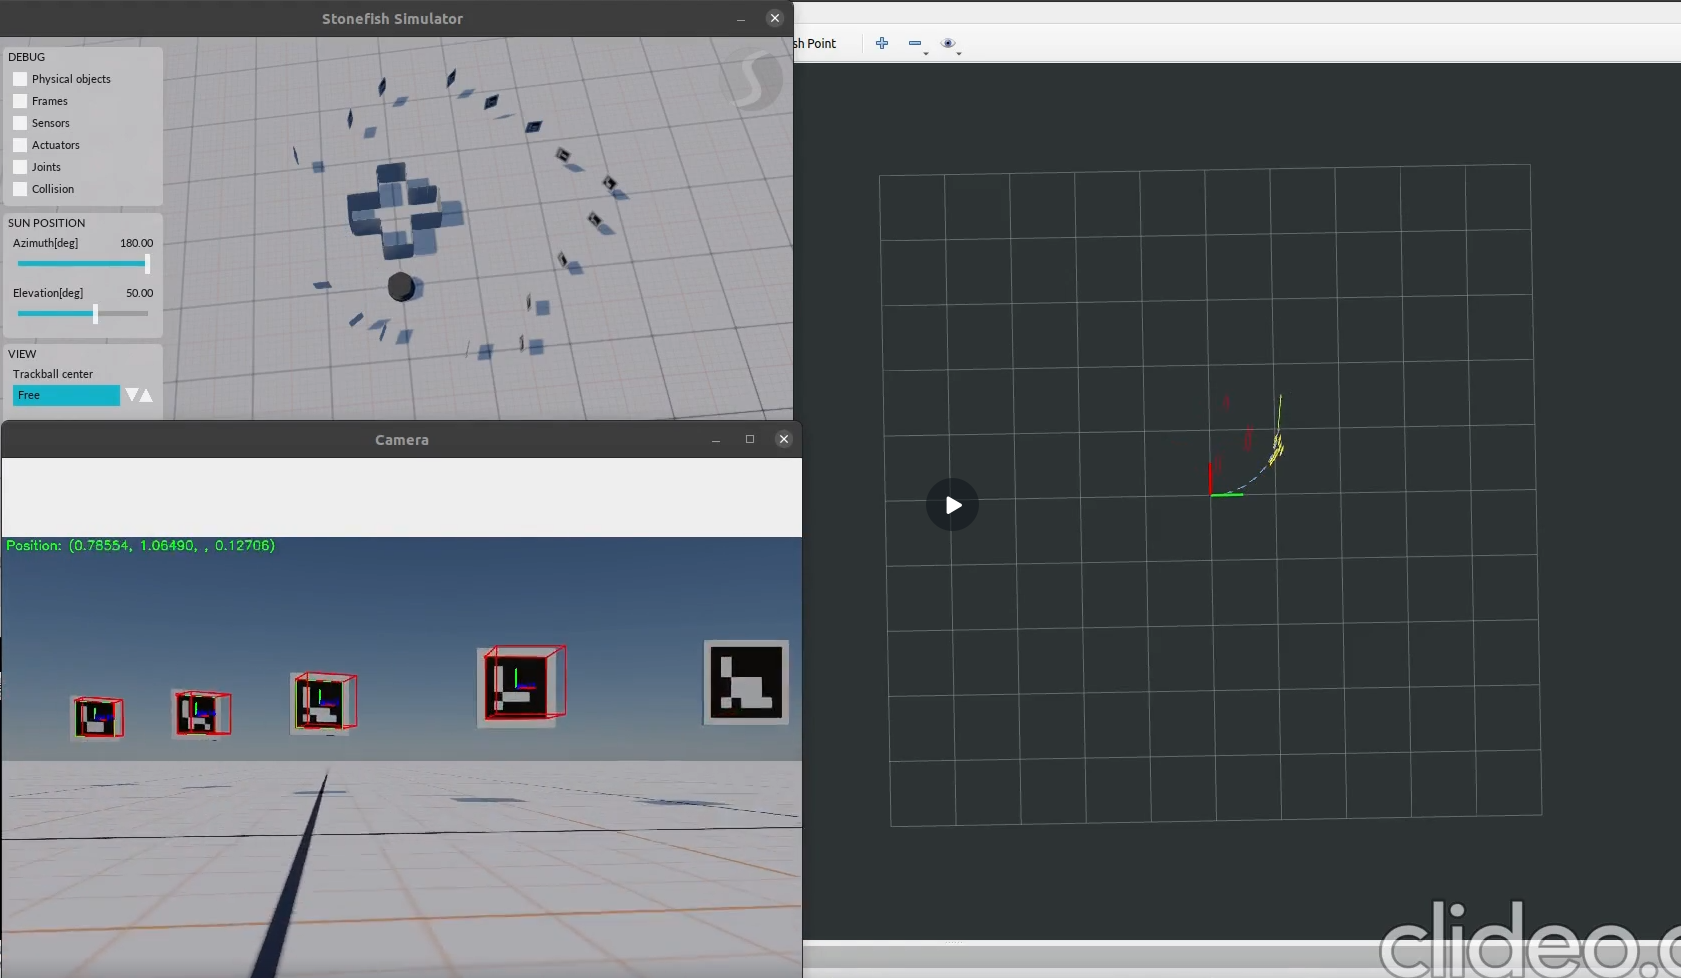 Stonefish Simulator
DEBUG
Physical objects
Frames
Sensors
Actuators
Joints
Collision
SUN POSITION
Azimuth[deg] 180.00
Elevation[deg] 50.00
VIEW
Trackball center
Free
sh Point
Camera
Position: (0.78554, 1.06490, , 0.12706)
clideo.c